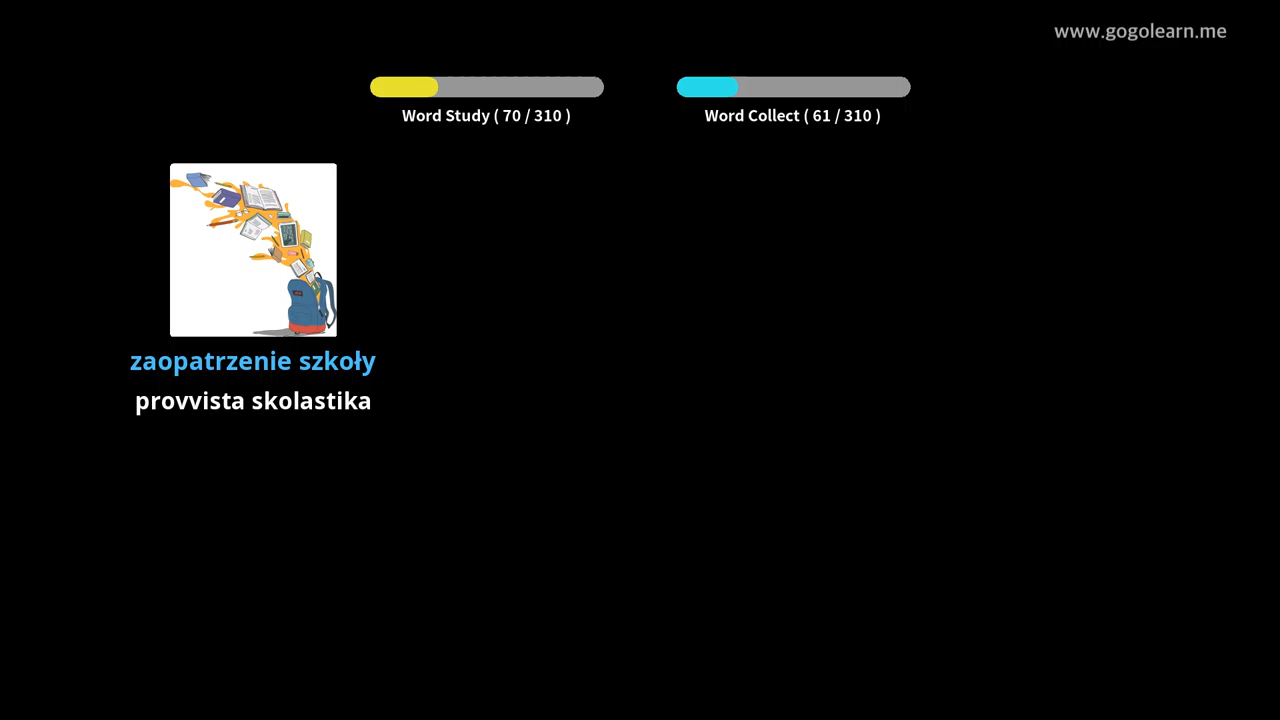 www.gogolearn.me
Word Study ( 70 / 310 )
Word Collect ( 61 / 310 )
zaopatrzenie szkoły
provvista skolastika